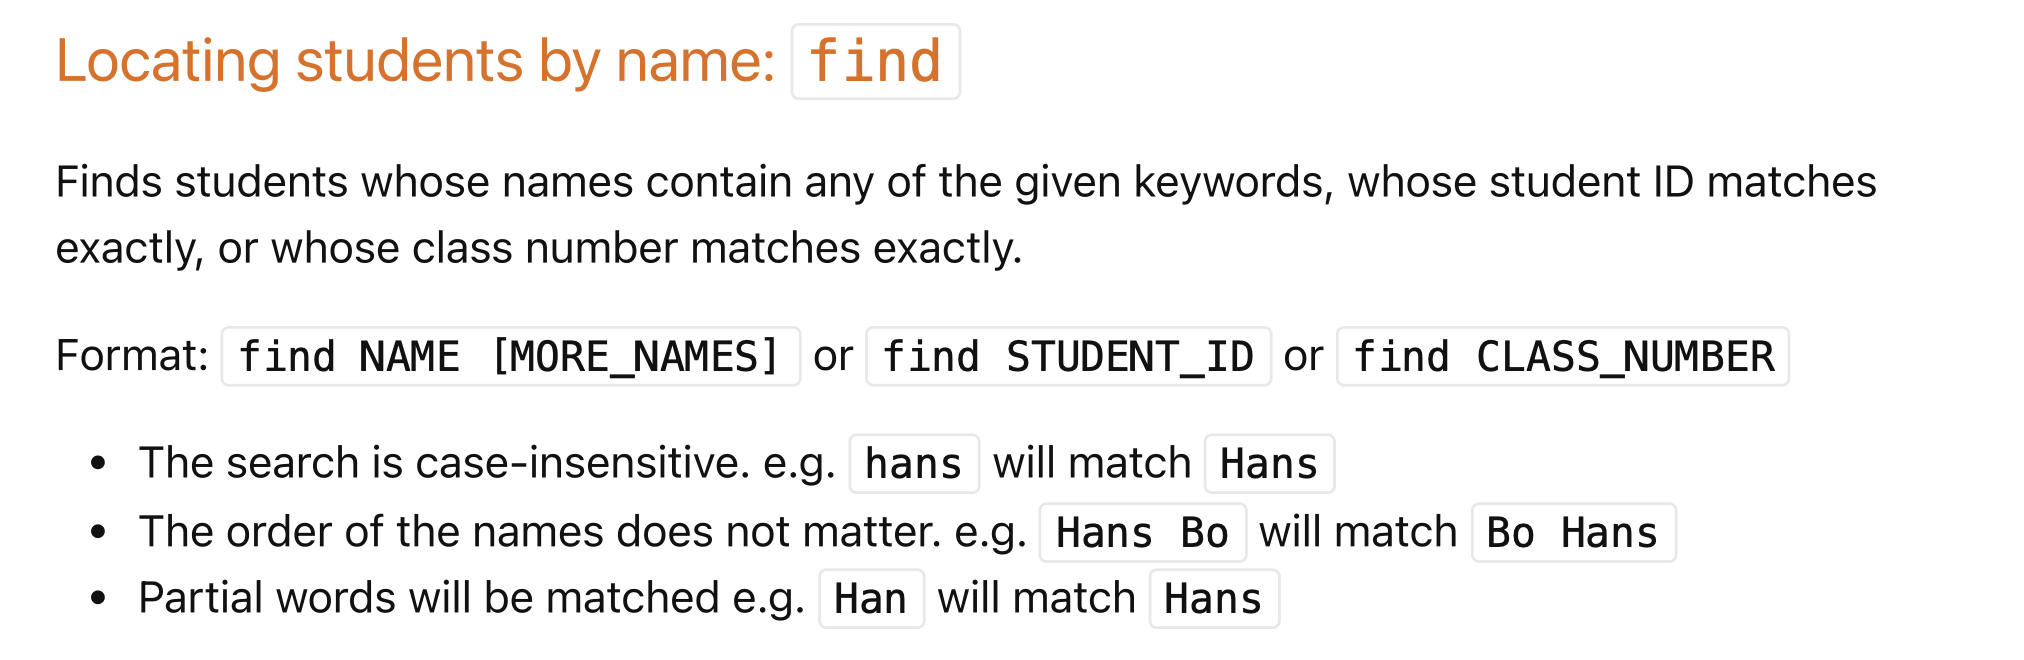 Locating students by name: find
Finds students whose names contain any of the given keywords, whose student ID matches
exactly, or whose class number matches exactly.
Format: find NAME [MORE_NAMES] or find STUDENT_ID or find CLASS_NUMBER
• The search is case-insensitive. e.g. hans will match Hans
• The order of the names does not matter. e.g. Hans Bo will match Bo Hans
• Partial words will be matched e.g. Han will match Hans